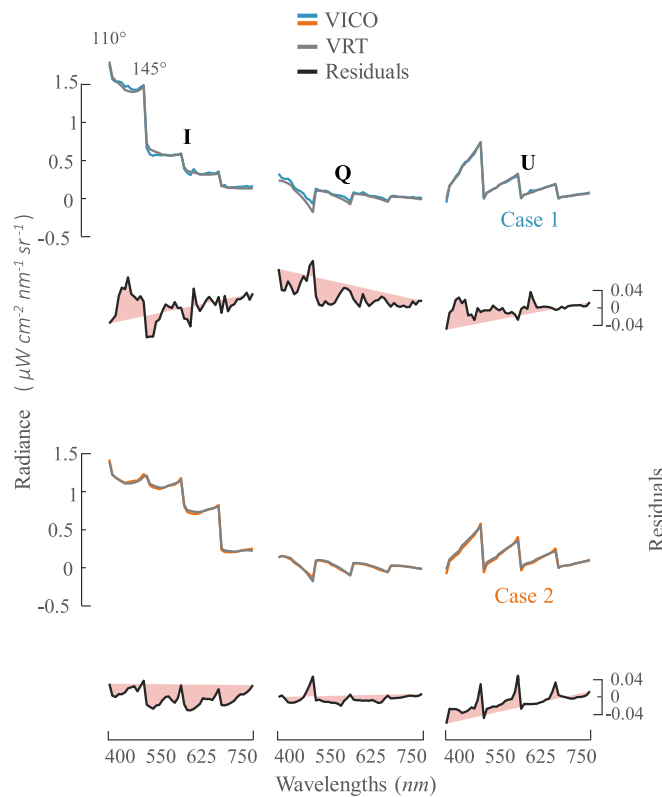 VICO
VRT
Residuals
110°
145°
1.5
1
0.5
0
-0.5
I
Q
U
Case 1
0.04
0
-0.04
Radiance ( μW cm⁻² nm⁻¹ sr⁻¹ )
1.5
1
0.5
0
-0.5
Case 2
Residuals
0.04
0
-0.04
400 550 625 750
400 550 625 750
400 550 625 750
Wavelengths (nm)